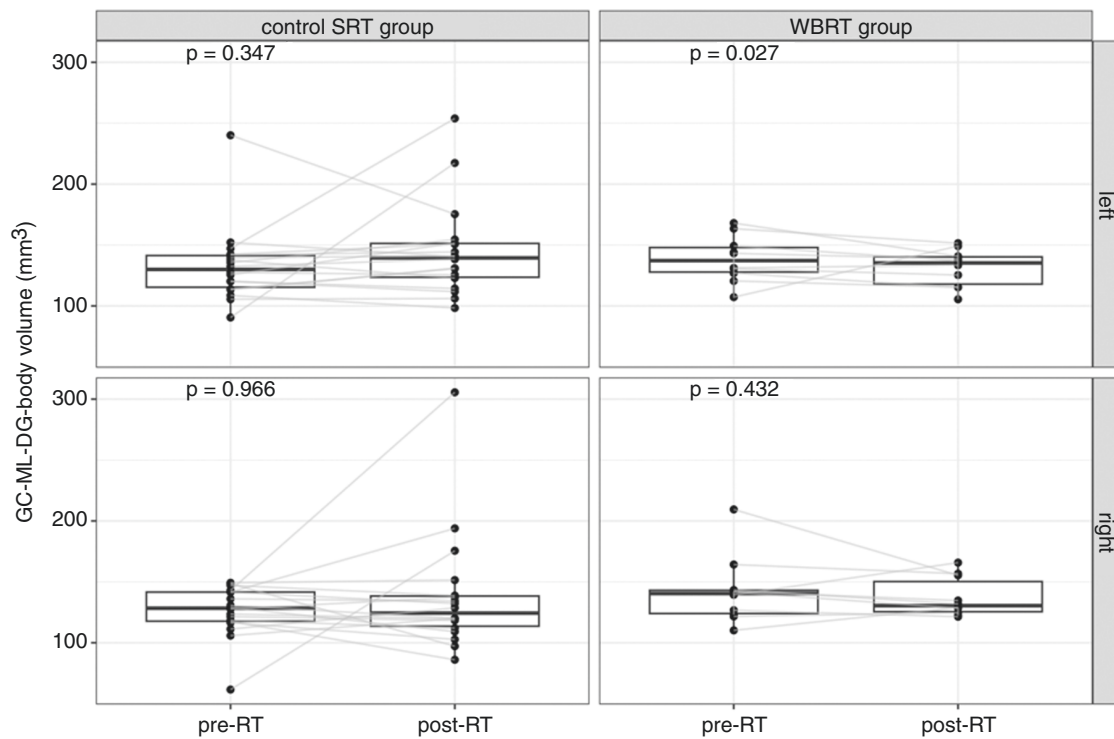 control SRT group
WBRT group
p = 0.347
p = 0.027
300
200
100
left
GC-ML-DG-body volume (mm³)
p = 0.966
p = 0.432
300
200
100
right
pre-RT
post-RT
pre-RT
post-RT